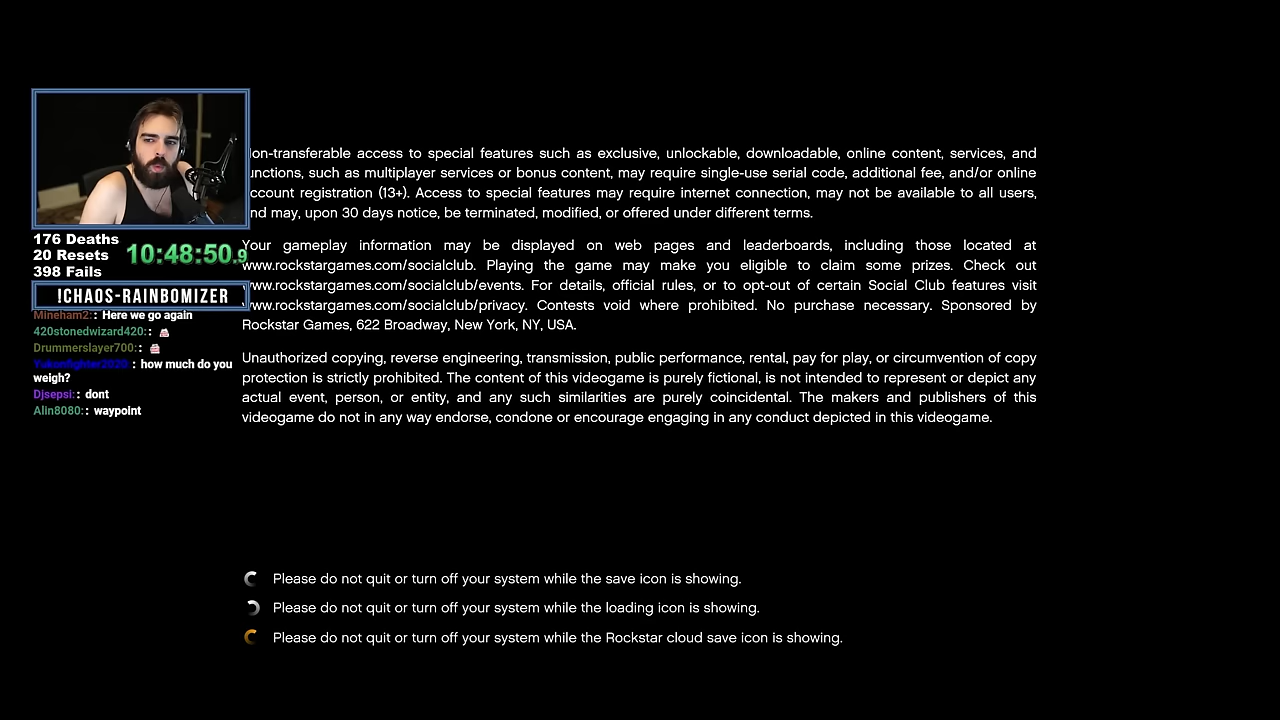 on-transferable access to special features such as exclusive, unlockable, downloadable, online content, services, and
unctions, such as multiplayer services or bonus content, may require single-use serial code, additional fee, and/or online
ccount registration (13+). Access to special features may require internet connection, may not be available to all users,
nd may, upon 30 days notice, be terminated, modified, or offered under different terms.
176 Deaths
20 Resets
398 Fails
10:48:50.9
Your gameplay information may be displayed on web pages and leaderboards, including those located at
www.rockstargames.com/socialclub. Playing the game may make you eligible to claim some prizes. Check out
www.rockstargames.com/socialclub/events. For details, official rules, or to opt-out of certain Social Club features visit
www.rockstargames.com/socialclub/privacy. Contests void where prohibited. No purchase necessary. Sponsored by
Rockstar Games, 622 Broadway, New York, NY, USA.
!CHAOS-RAINBOMIZER
Mineham2:: Here we go again
420stonedwizard420::
Drummerslayer700::
Yukonfighter2020 : how much do you
weigh?
Djsepsi:: dont
Alin8080:: waypoint
Unauthorized copying, reverse engineering, transmission, public performance, rental, pay for play, or circumvention of copy
protection is strictly prohibited. The content of this videogame is purely fictional, is not intended to represent or depict any
actual event, person, or entity, and any such similarities are purely coincidental. The makers and publishers of this
videogame do not in any way endorse, condone or encourage engaging in any conduct depicted in this videogame.
Please do not quit or turn off your system while the save icon is showing.
Please do not quit or turn off your system while the loading icon is showing.
Please do not quit or turn off your system while the Rockstar cloud save icon is showing.